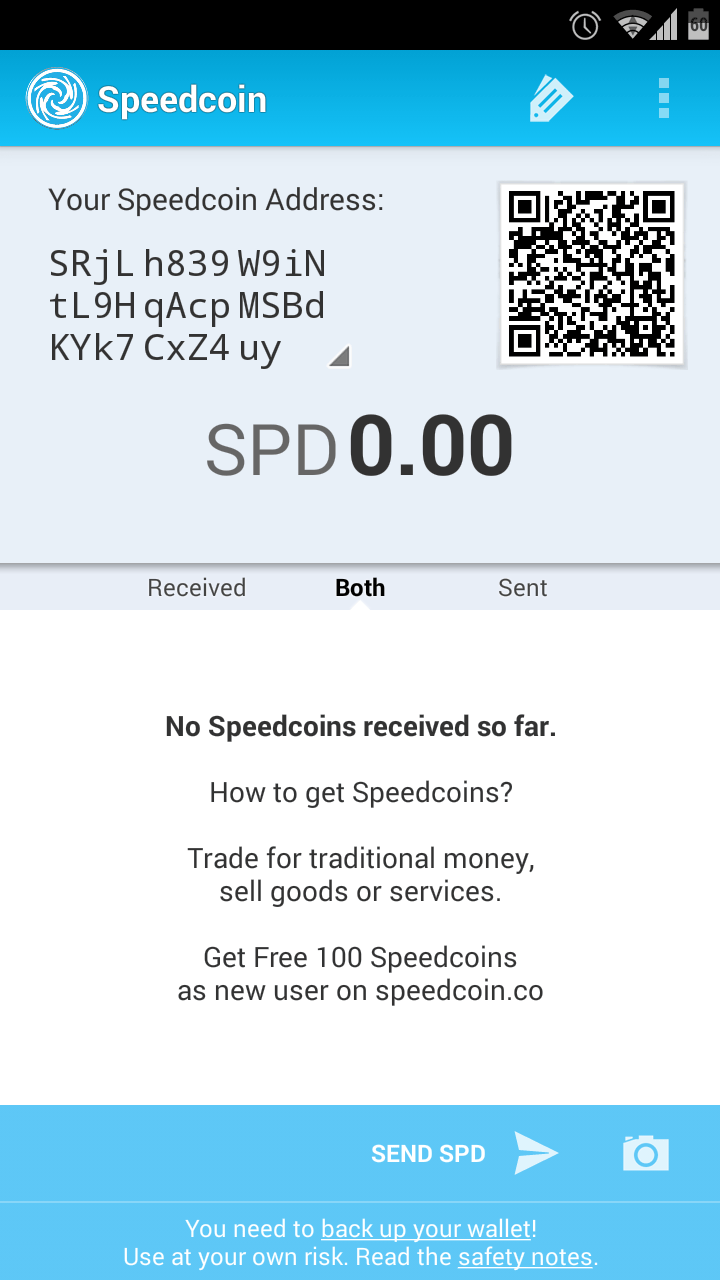 60
Speedcoin
Your Speedcoin Address:
SRjL h839 W9iN
tL9H qAcp MSBd
KYk7 CxZ4 uy
SPD 0.00
Received Both Sent
No Speedcoins received so far.
How to get Speedcoins?
Trade for traditional money,
sell goods or services.
Get Free 100 Speedcoins
as new user on speedcoin.co
SEND SPD
You need to back up your wallet!
Use at your own risk. Read the safety notes.